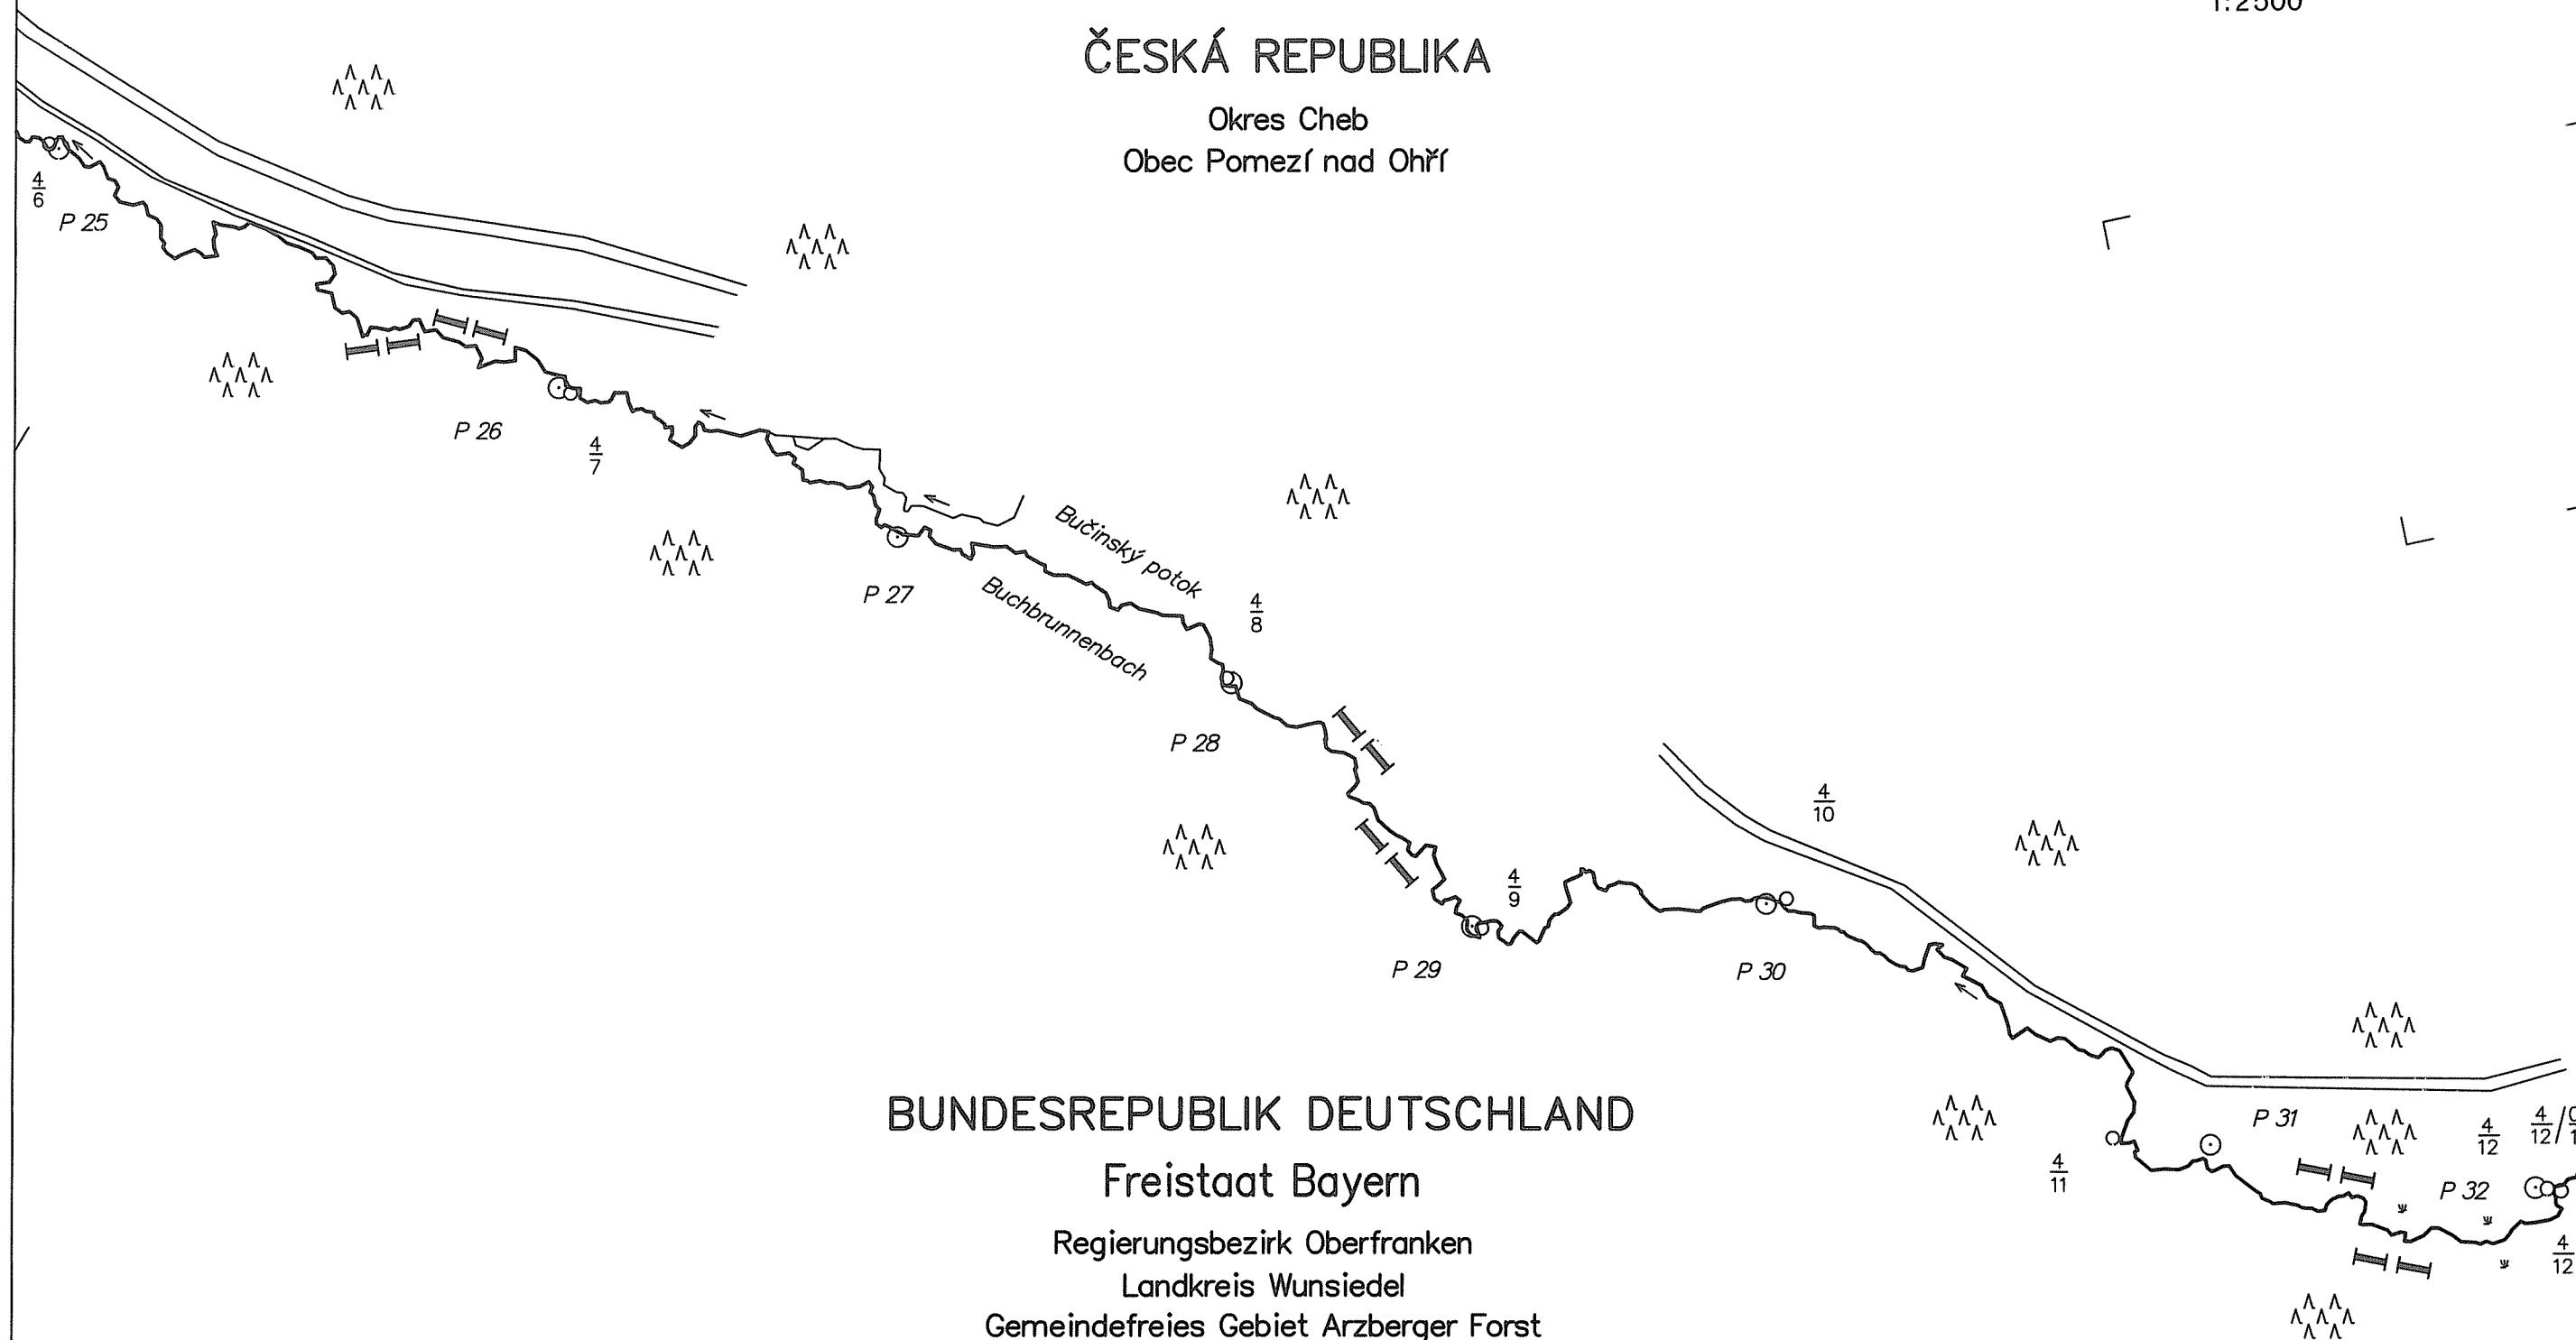 1:2500
ČESKÁ REPUBLIKA
Okres Cheb
Obec Pomezí nad Ohří
4/6
P 25
P 26
4/7
P 27
Bučinský potok
Buchbrunnenbach
4/8
P 28
4/9
P 29
4/10
P 30
4/11
P 31
4/12
4/12/
P 32
4/12
BUNDESREPUBLIK DEUTSCHLAND
Freistaat Bayern
Regierungsbezirk Oberfranken
Landkreis Wunsiedel
Gemeindefreies Gebiet Arzberger Forst